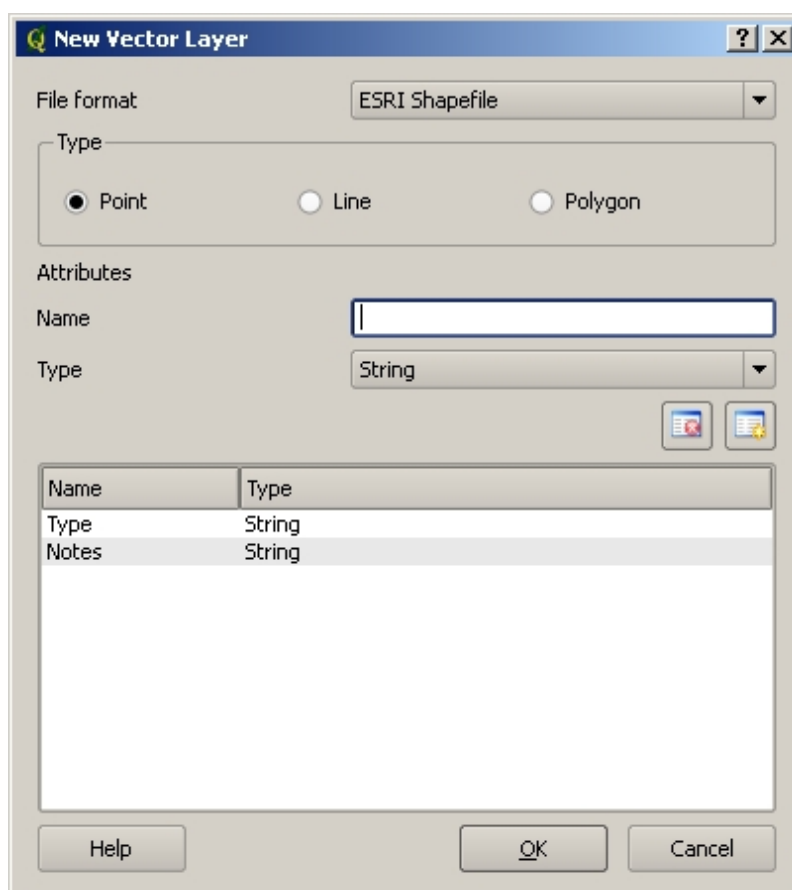 New Vector Layer
File format ESRI Shapefile
Type
Point Line Polygon
Attributes
Name
Type String
Name Type
Type String
Notes String
Help OK Cancel